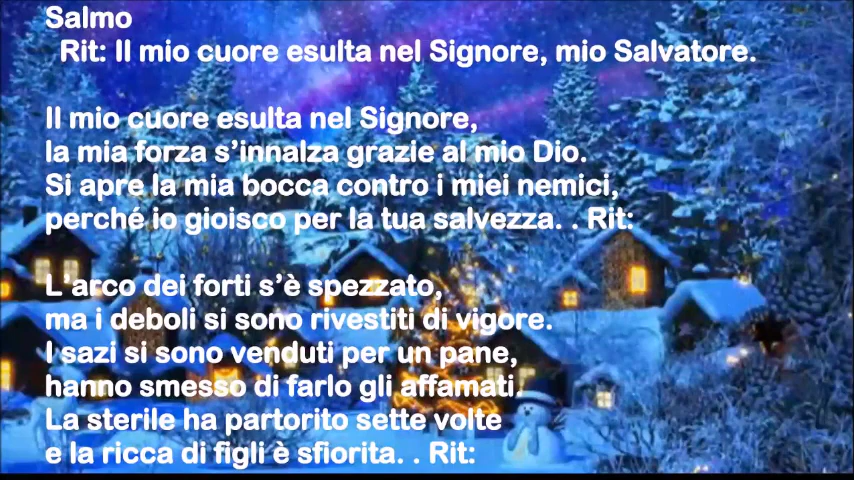 Salmo
Rit: Il mio cuore esulta nel Signore, mio Salvatore.
Il mio cuore esulta nel Signore,
la mia forza s’innalza grazie al mio Dio.
Si apre la mia bocca contro i miei nemici,
perché io gioisco per la tua salvezza. . Rit:
L’arco dei forti s’è spezzato,
ma i deboli si sono rivestiti di vigore.
I sazi si sono venduti per un pane,
hanno smesso di farlo gli affamati.
La sterile ha partorito sette volte
e la ricca di figli è sfiorita. . Rit: